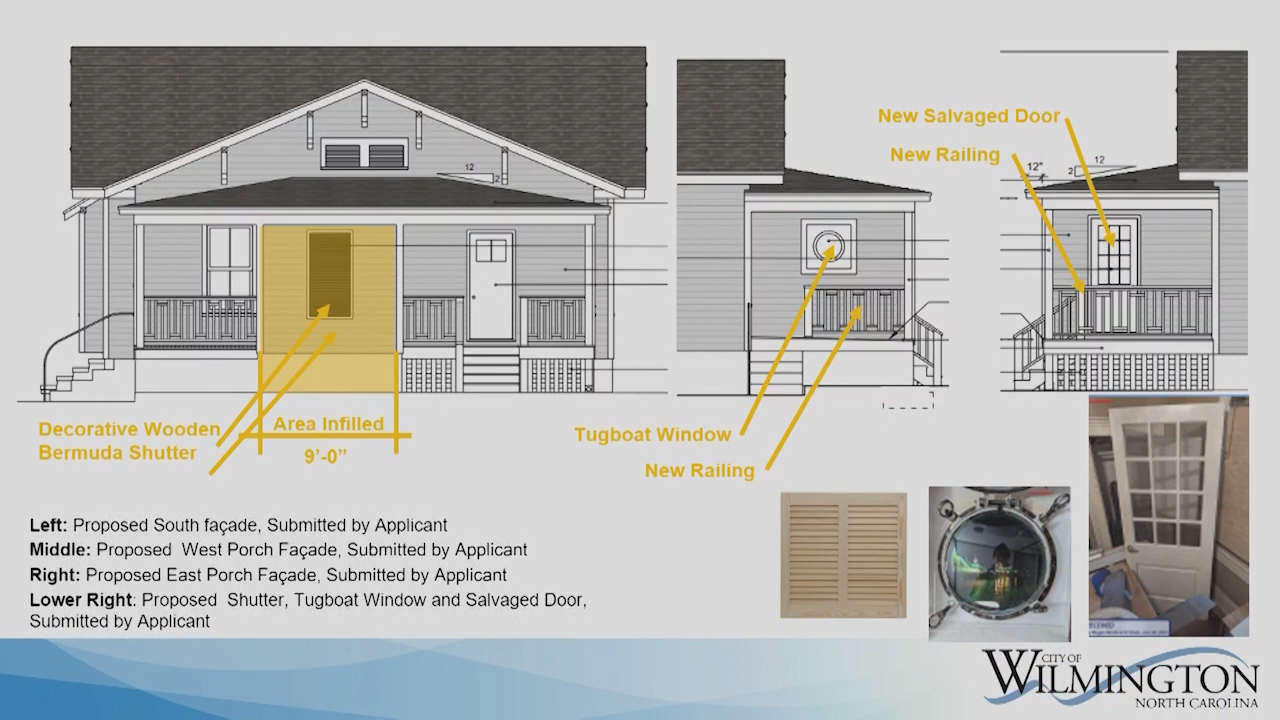 New Salvaged Door
New Railing
12"
12
2
12
2
Decorative Wooden
Bermuda Shutter
Area Infilled
9’-0”
Tugboat Window
New Railing
Left: Proposed South façade, Submitted by Applicant
Middle: Proposed West Porch Façade, Submitted by Applicant
Right: Proposed East Porch Façade, Submitted by Applicant
Lower Right: Proposed Shutter, Tugboat Window and Salvaged Door,
Submitted by Applicant
CITY OF
WILMINGTON
NORTH CAROLINA